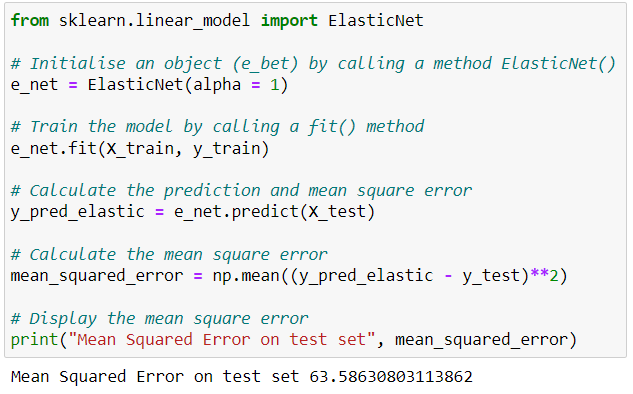 from sklearn.linear_model import ElasticNet
# Initialise an object (e_bet) by calling a method ElasticNet()
e_net = ElasticNet(alpha = 1)
# Train the model by calling a fit() method
e_net.fit(X_train, y_train)
# Calculate the prediction and mean square error
y_pred_elastic = e_net.predict(X_test)
# Calculate the mean square error
mean_squared_error = np.mean((y_pred_elastic - y_test)**2)
# Display the mean square error
print("Mean Squared Error on test set", mean_squared_error)
Mean Squared Error on test set 63.58630803113862